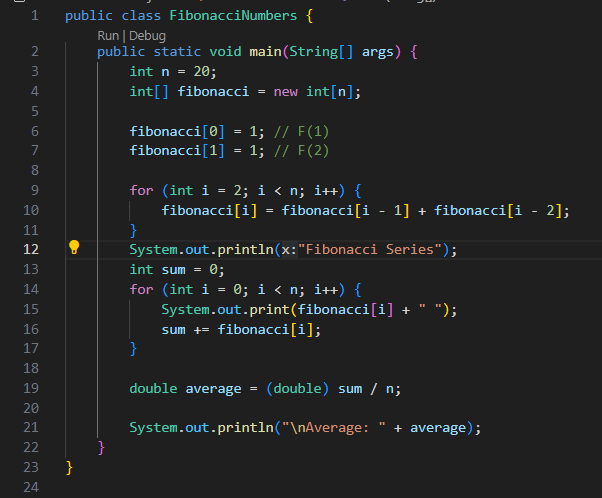 1 public class FibonacciNumbers {
Run | Debug
2 public static void main(String[] args) {
3 int n = 20;
4 int[] fibonacci = new int[n];
5
6 fibonacci[0] = 1; // F(1)
7 fibonacci[1] = 1; // F(2)
8
9 for (int i = 2; i < n; i++) {
10 fibonacci[i] = fibonacci[i - 1] + fibonacci[i - 2];
11 }
12 System.out.println(x:"Fibonacci Series");
13 int sum = 0;
14 for (int i = 0; i < n; i++) {
15 System.out.print(fibonacci[i] + " ");
16 sum += fibonacci[i];
17 }
18
19 double average = (double) sum / n;
20
21 System.out.println("\nAverage: " + average);
22 }
23 }
24